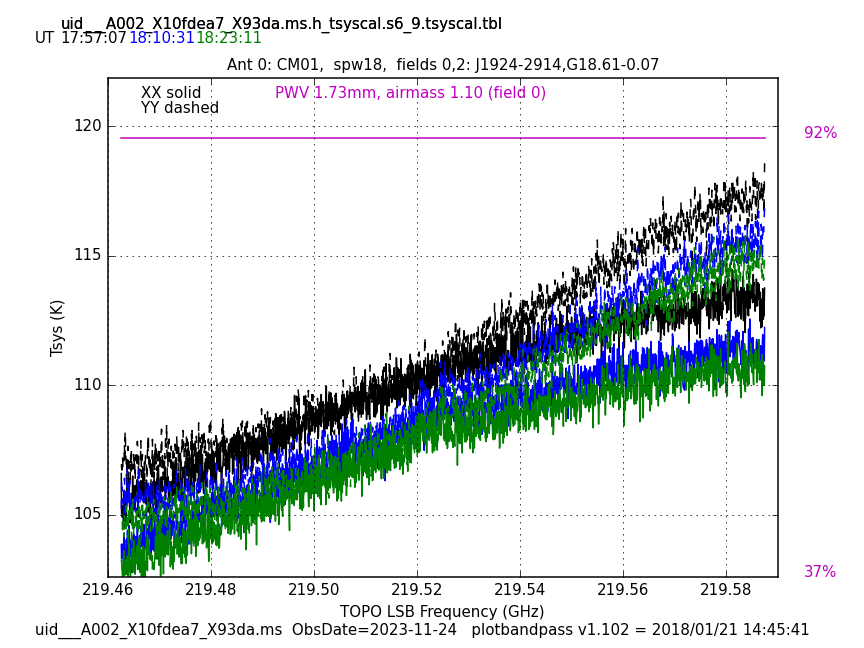 uid___A002_X10fdea7_X93da.ms.h_tsyscal.s6_9.tsyscal.tbl
UT 17:57:07 18:10:31 18:23:11
Ant 0: CM01,  spw18,  fields 0,2: J1924-2914,G18.61-0.07
XX solid
YY dashed
PWV 1.73mm, airmass 1.10 (field 0)
92%
37%
120
115
110
105
Tsys (K)
219.46 219.48 219.50 219.52 219.54 219.56 219.58
TOPO LSB Frequency (GHz)
uid___A002_X10fdea7_X93da.ms  ObsDate=2023-11-24   plotbandpass v1.102 = 2018/01/21 14:45:41